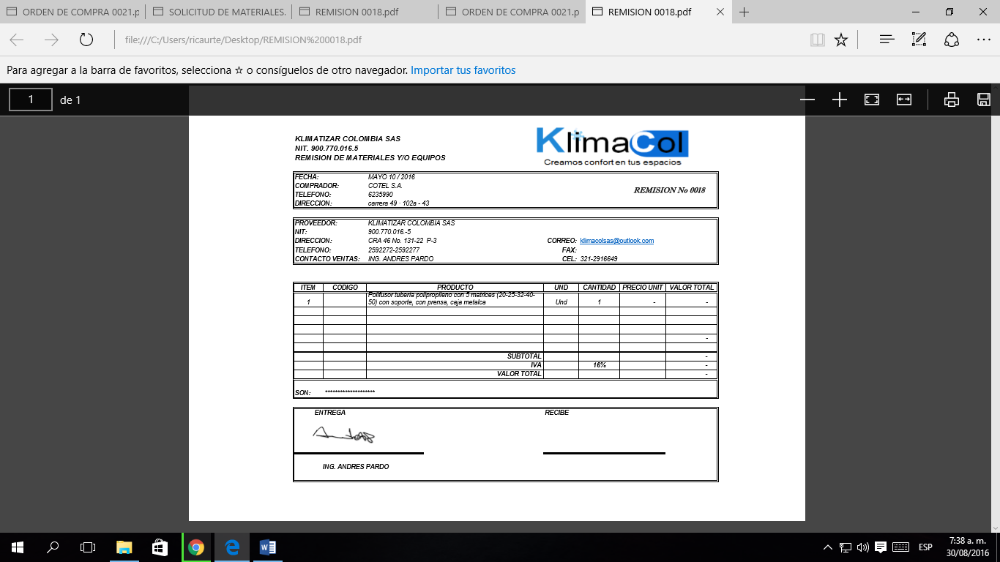 ORDEN DE COMPRA 0021.p
SOLICITUD DE MATERIALES.
REMISION 0018.pdf
ORDEN DE COMPRA 0021.p
REMISION 0018.pdf
file:///C:/Users/ricaurte/Desktop/REMISION%200018.pdf
Para agregar a la barra de favoritos, selecciona ☆ o consíguelos de otro navegador. Importar tus favoritos
1 de 1
KLIMATIZAR COLOMBIA SAS
NIT. 900.770.016.5
REMISION DE MATERIALES Y/O EQUIPOS
KlimaCol
Creamos confort en tus espacios
FECHA: MAYO 10 / 2016
COMPRADOR: COTEL S.A.
TELEFONO: 6235990
DIRECCION: carrera 49 · 102a - 43
REMISION No 0018
PROVEEDOR: KLIMATIZAR COLOMBIA SAS
NIT: 900.770.016.-5
DIRECCION: CRA 46 No. 131-22 P-3 CORREO: klimacolsas@outlook.com
TELEFONO: 2592272-2592277 FAX:
CONTACTO VENTAS: ING. ANDRES PARDO CEL: 321-2916649
ITEM CODIGO PRODUCTO UND CANTIDAD PRECIO UNIT VALOR TOTAL
Polifusor tuberia polipropileno con 5 matrices (20-25-32-40-
1 50) con soporte, con prensa, caja metalca Und 1 - -
-
SUBTOTAL -
IVA 16% -
VALOR TOTAL -
SON: ********************
ENTREGA RECIBE
ING. ANDRES PARDO
ESP
7:38 a. m.
30/08/2016